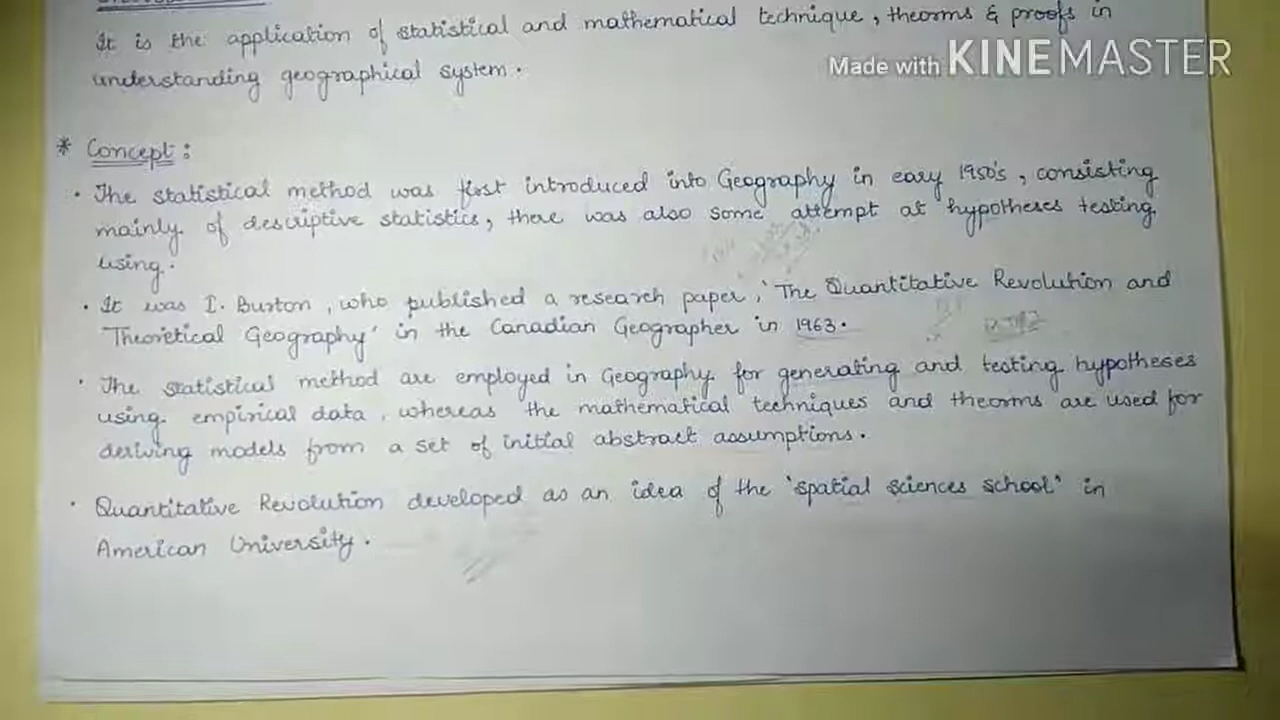 It is the application of statistical and mathematical technique, theorms & proofs in
understanding geographical system.
Made with KINEMASTER
* Concept :
• The statistical method was first introduced into Geography in eary 1950's, consisting
mainly of descriptive statistics, there was also some attempt at hypotheses testing
using.
• It was I. Burton, who published a research paper, 'The Quantitative Revolution and
Theoretical Geography' in the Canadian Geographer in 1963.
• The statistical method are employed in Geography for generating and testing hypotheses
using empirical data, whereas the mathematical techniques and theorms are used for
deriving models from a set of initial abstract assumptions.
• Quantitative Revolution developed as an idea of the 'spatial sciences school' in
American University.